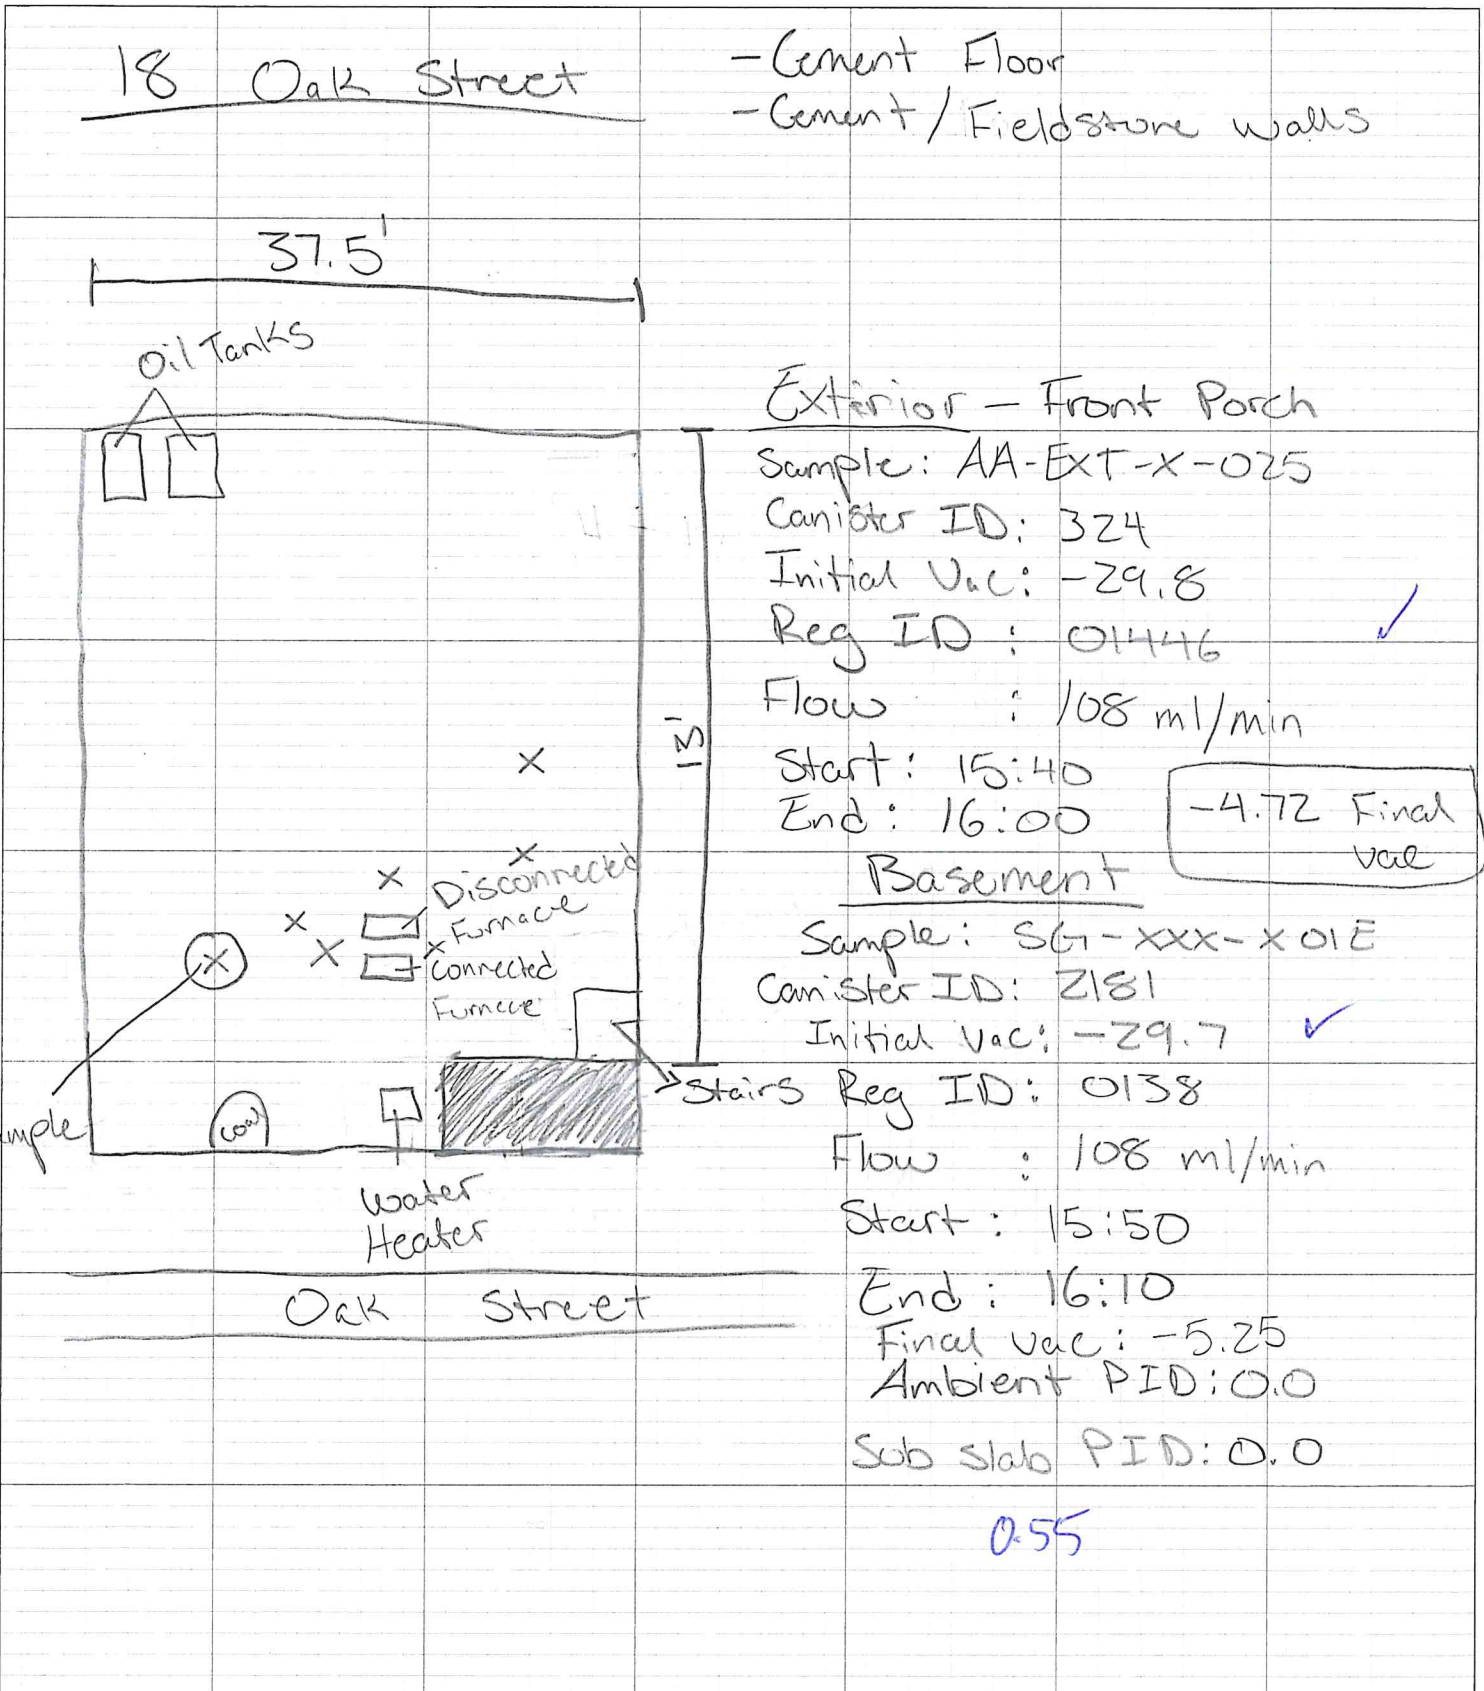 18 Oak Street
- Cement Floor
- Cement / Fieldstone walls
37.5'
Oil Tanks
Exterior - Front Porch
Sample: AA-EXT-X-025
Canister ID: 324
Initial Vac: -29.8
Reg ID : 01446
Flow : 108 ml/min
Start: 15:40
End: 16:00
-4.72 Final
vac
Disconnected
Furnace
Connected
Furnace
Basement
Sample: SG-XXX-X01E
Canister ID: 2181
Initial Vac: -29.7
Stairs
Reg ID: 0138
Flow : 108 ml/min
Start: 15:50
End: 16:10
Final vac: -5.25
Ambient PID: 0.0
Sub slab PID: 0.0
mple
coal
Water
Heater
Oak Street
0.55